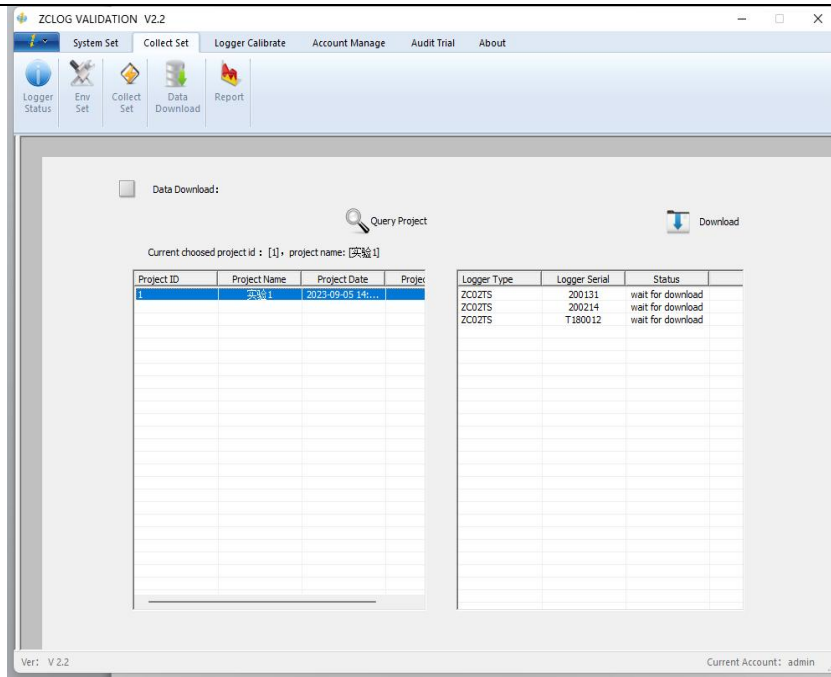 ZCLOG VALIDATION V2.2
System Set Collect Set Logger Calibrate Account Manage Audit Trial About
Logger Status
Env Set
Collect Set
Data Download
Report
Data Download:
Query Project
Download
Current choosed project id : [1], project name: [实验1]
Project ID Project Name Project Date Projec
1 实验1 2023-09-05 14:...
Logger Type Logger Serial Status
ZC02TS 200131 wait for download
ZC02TS 200214 wait for download
ZC02TS T180012 wait for download
Ver: V 2.2
Current Account: admin